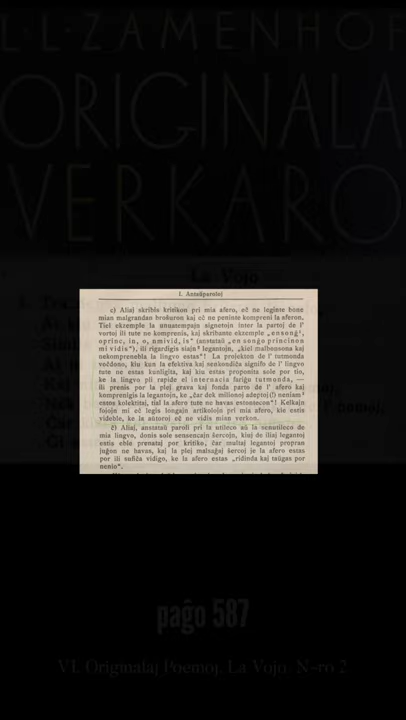 L·L·ZAMENHOF
ORIGINALA
VERKARO
La Vojo
I. Antaŭparoloj
c) Aliaj skribis kritikon pri mia afero, eĉ ne leginte bone
mian malgrandan broŝuron kaj eĉ ne peninte kompreni la aferon.
Tiel ekzemple la unuatempajn signetojn inter la partoj de l'
vortoj ili tute ne komprenis, kaj skribante ekzemple „ensonĝ',
oprinc, in, o, nmivid, is“ (anstataŭ „en sonĝo princinon
mi vidis“), ili rigardigis siajn legantojn, „kiel malbonsona kaj
nekomprenebla la lingvo estas“! La projekton de l' tutmonda
voĉdono, kiu kun la efektiva kaj senkondiĉa signifo de l' lingvo
tute ne estas kunligita, kaj kiu estas proponita sole por tio,
ke la lingvo pli rapide el internacia fariĝu tutmonda, —
ili prenis por la plej grava kaj fonda parto de l' afero kaj
komprenigis la legantojn, ke „ĉar dek milionoj adeptoj (!) neniam
estos kolektitaj, tial la afero tute ne havas estontecon“! Kelkajn
fojojn mi eĉ legis longajn artikolojn pri mia afero, kie estis
videble, ke la aŭtoroj eĉ ne vidis mian verkon.
ĉ) Aliaj, anstataŭ paroli pri la utileco aŭ la senutileco de
mia lingvo, donis sole sensencajn ŝercojn, kiuj de iliaj legantoj
estis eble prenataj por kritiko, ĉar multaj legantoj propran
juĝon ne havas, kaj la plej malsaĝa ŝercoj je la afero estas
por ili sufiĉa vidigo, ke la afero estas „ridinda kaj taŭgas por
nenio“.
paĝo 587
VI. Originalaj Poemoj. La Vojo. N-ro 2